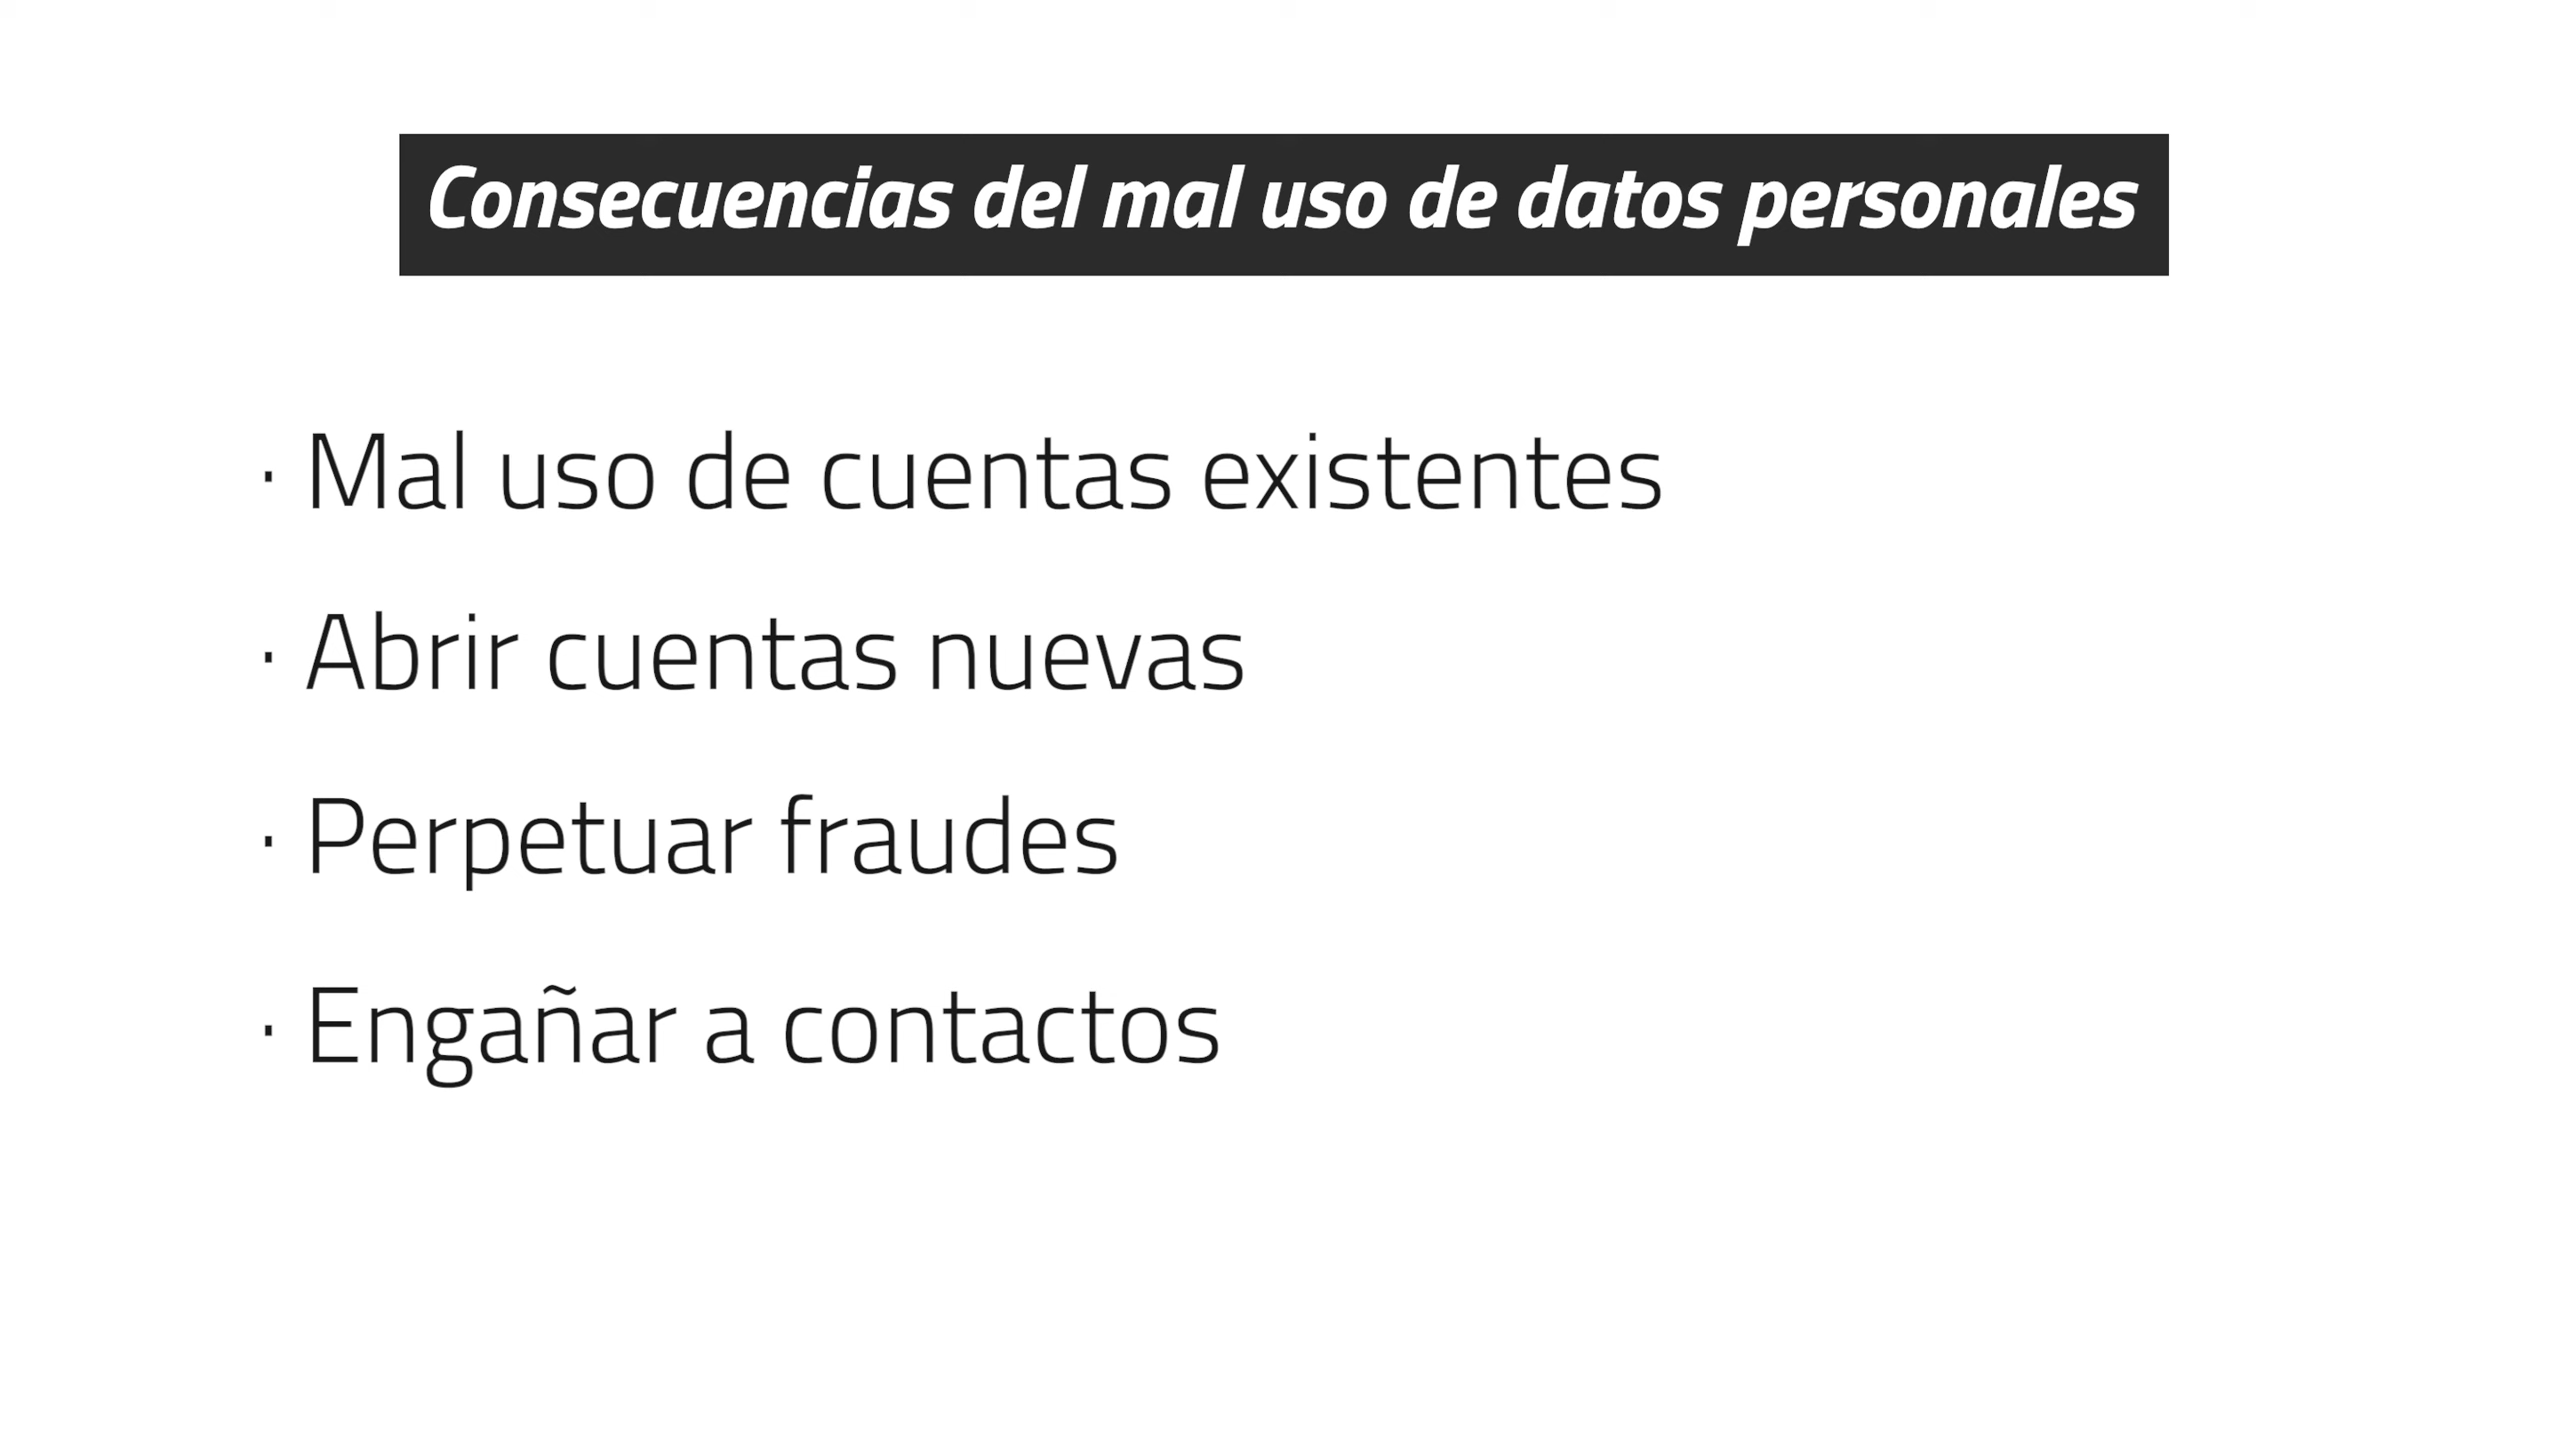 Consecuencias del mal uso de datos personales
· Mal uso de cuentas existentes
· Abrir cuentas nuevas
· Perpetuar fraudes
· Engañar a contactos